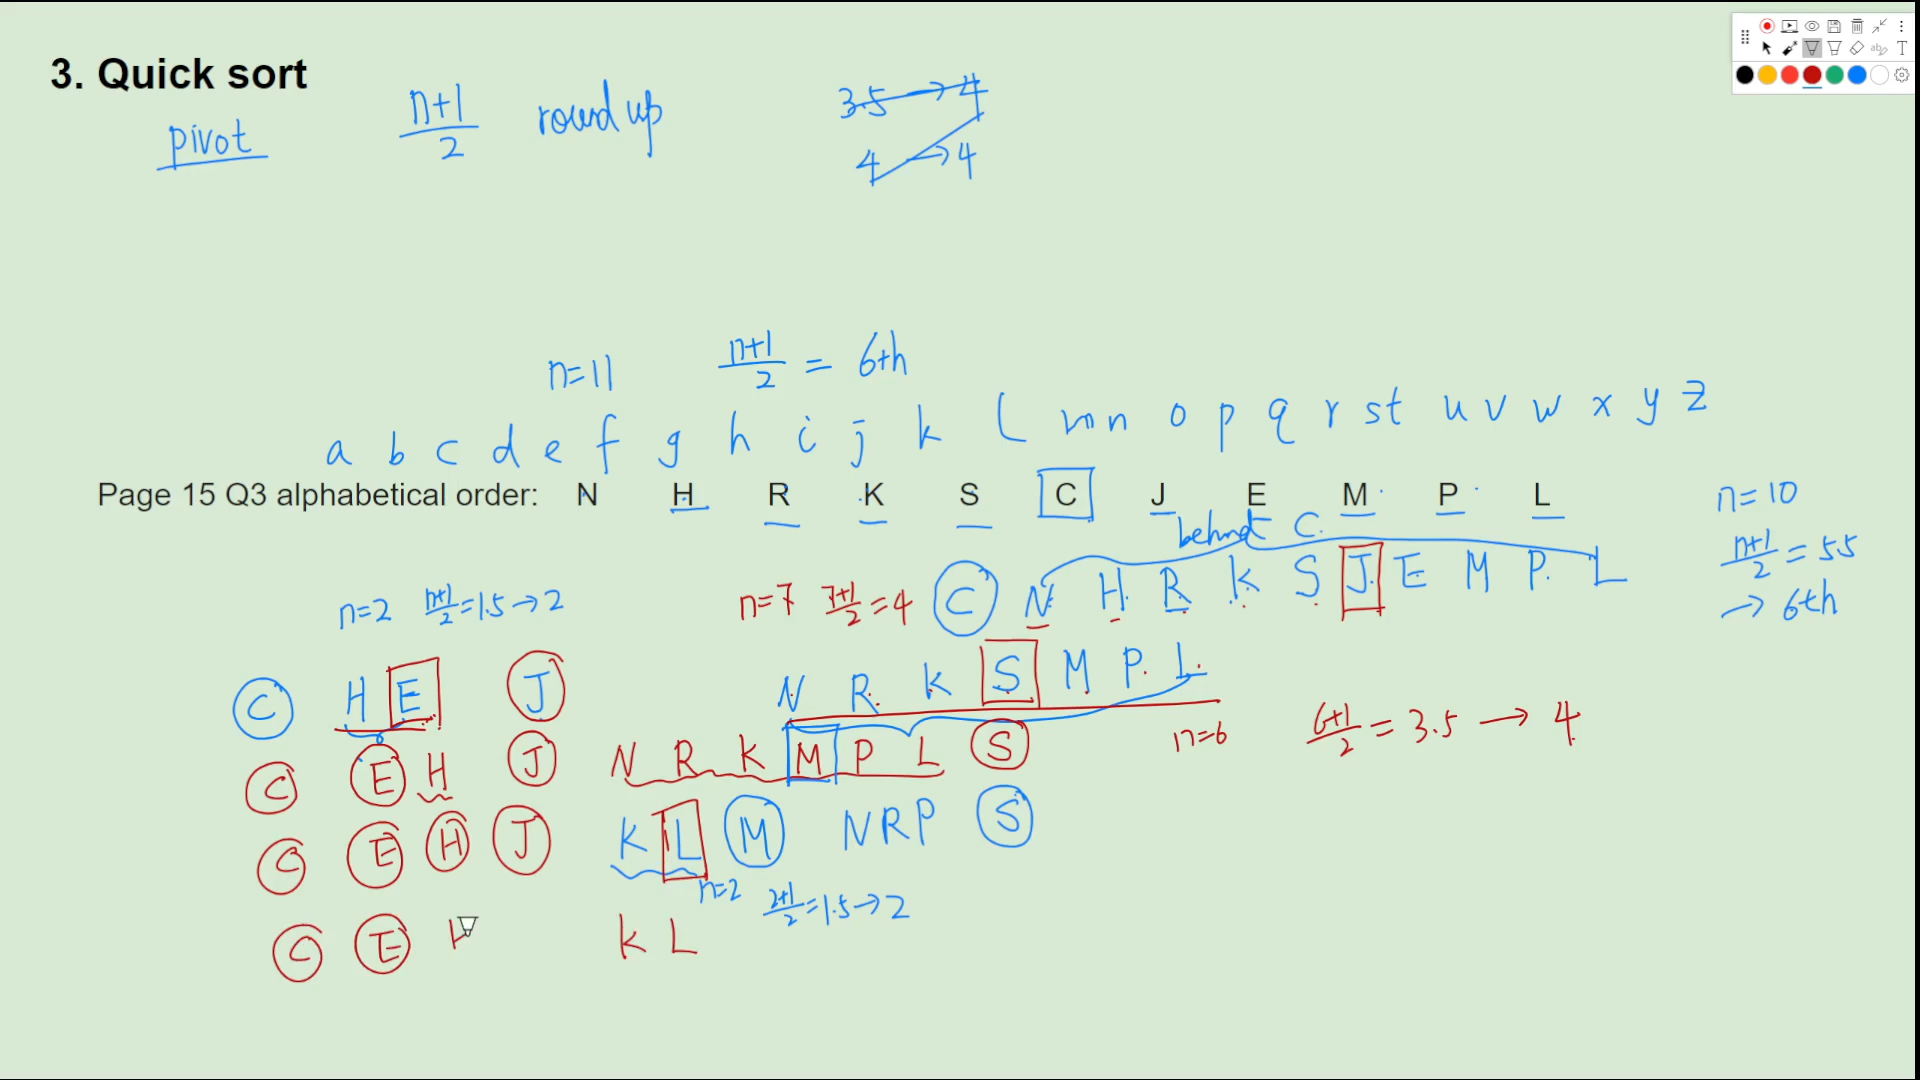 3. Quick sort
pivot
n+1
2
round up
3.5 → 4
4 → 4
n=11
n+1
2
= 6th
a b c d e f g h i j k l m n o p q r s t u v w x y z
Page 15 Q3 alphabetical order: N H R K S C J E M P L
n=10
behind C.
n+1
2
= 5.5
→ 6th
n=2 n+1
2
=1.5→2
n=7 7+1
2
=4
C N H R K S J E M P. L
C H E J N R K S M P. L
n=6
6+1
2
= 3.5 → 4
C E H J N R K M P L S
C E H J K L M N R P S
n=2
2+1
2
=1.5→2
C E K L